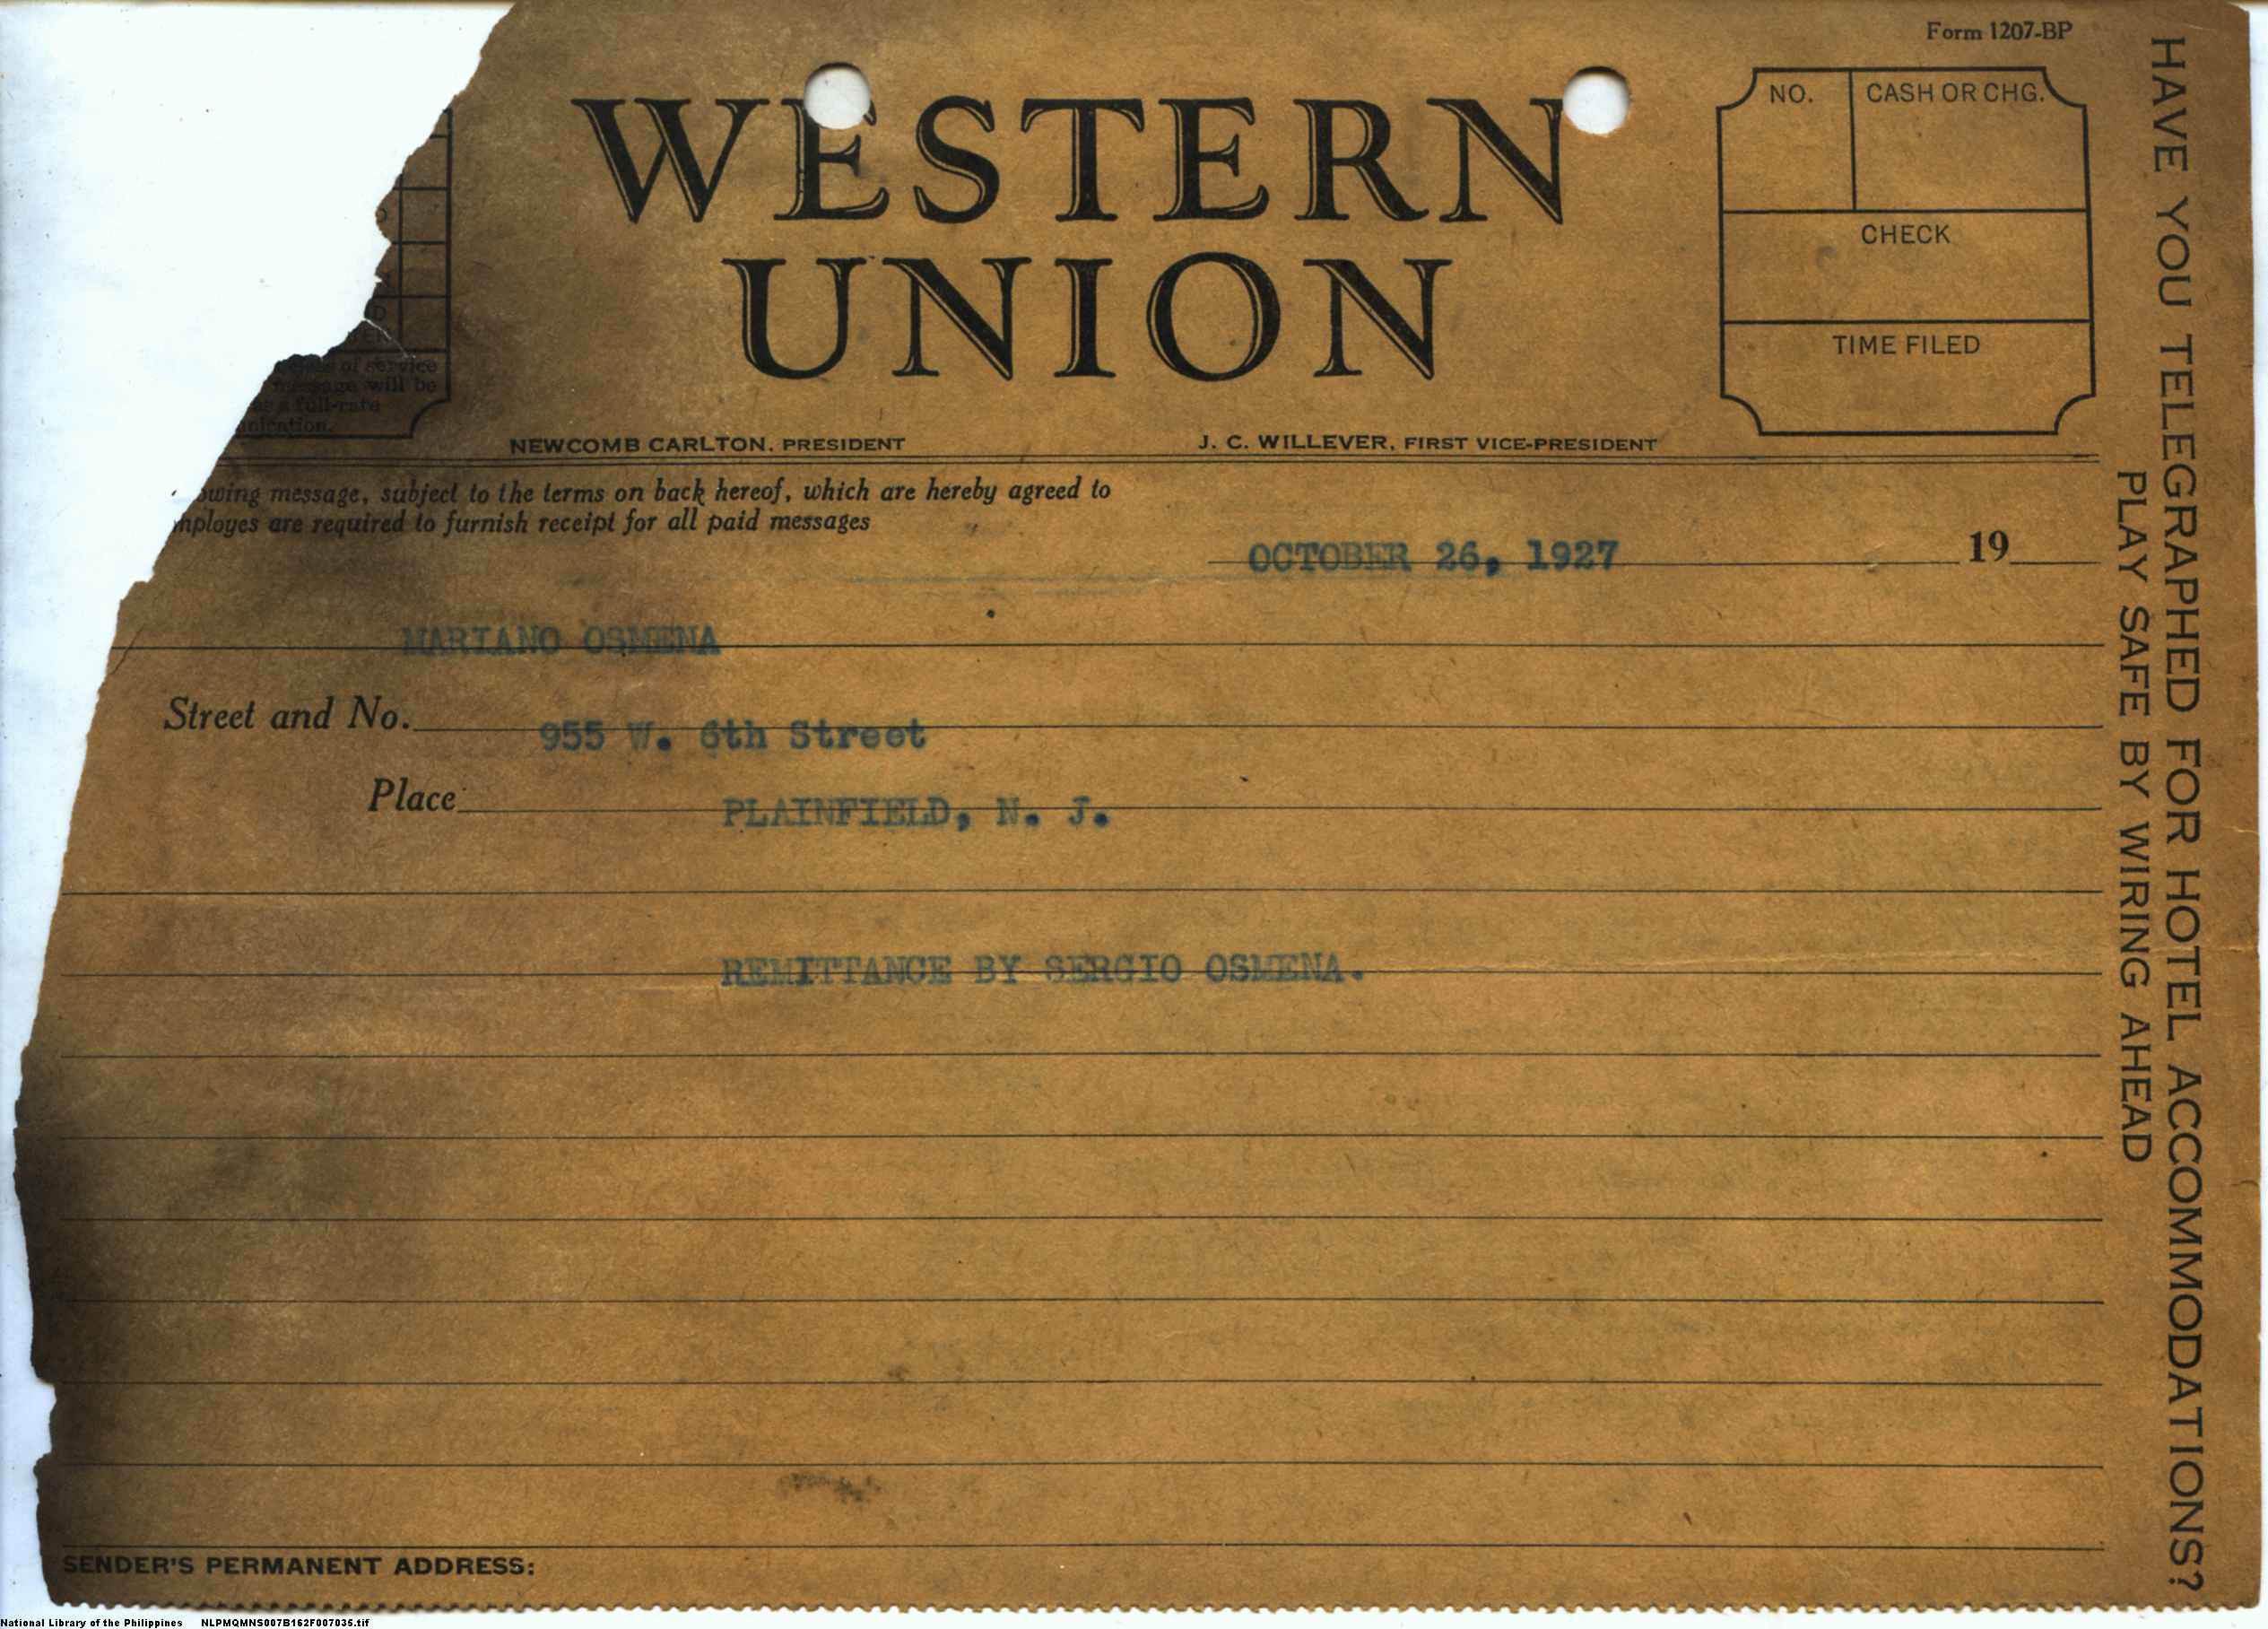 Form 1207-BP
WESTERN
UNION
NO.
CASH OR CHG.
CHECK
TIME FILED
of service
message will be
full-rate
NEWCOMB CARLTON, PRESIDENT
J. C. WILLEVER, FIRST VICE-PRESIDENT
owing message, subject to the terms on back hereof, which are hereby agreed to
mployes are required to furnish receipt for all paid messages
OCTOBER 26, 1927 19
MARIANO OSMENA
Street and No. 955 W. 6th Street
Place PLAINFIELD, N. J.
REMITTANCE BY SERGIO OSMENA.
SENDER'S PERMANENT ADDRESS:
HAVE YOU TELEGRAPHED FOR HOTEL ACCOMMODATIONS?
PLAY SAFE BY WIRING AHEAD
National Library of the Philippines NLPMQMNS007B162F007035.tif